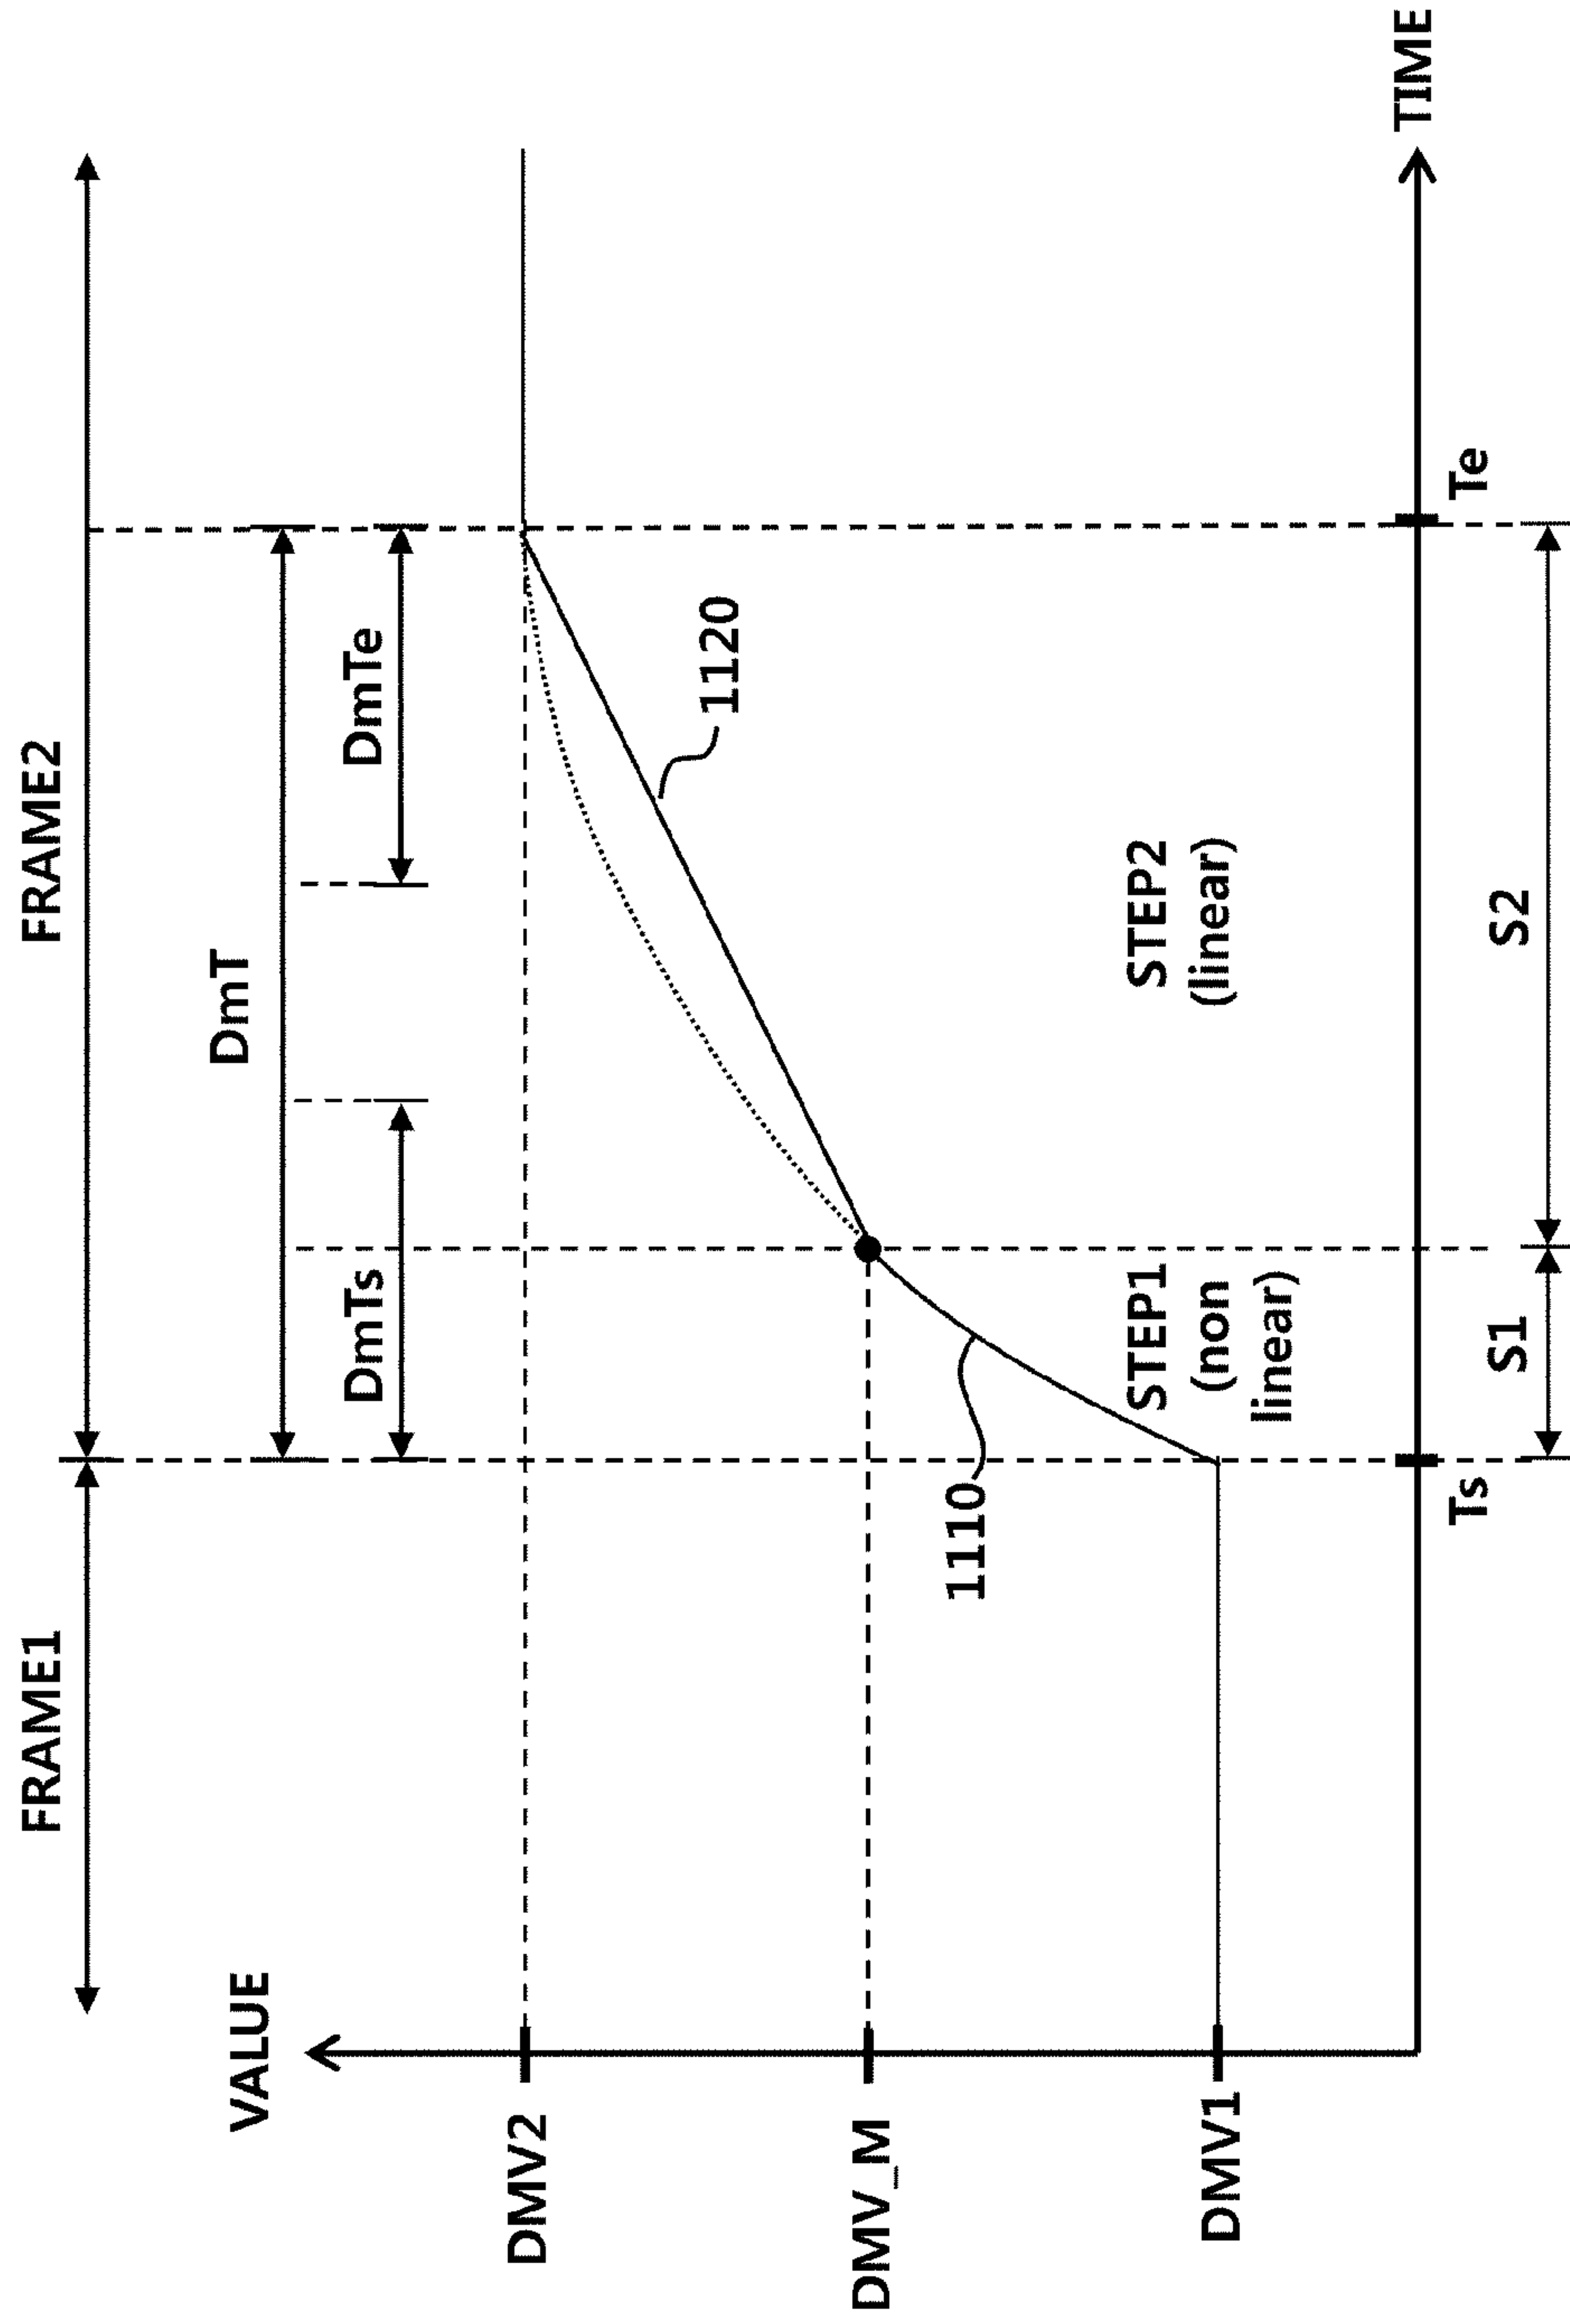 FRAME1
FRAME2
VALUE
DmT
DmTs
DmTe
DMV2
DMV_M
DMV1
1120
1110
STEP1
(non
linear)
STEP2
(linear)
TIME
Ts
Te
S1
S2